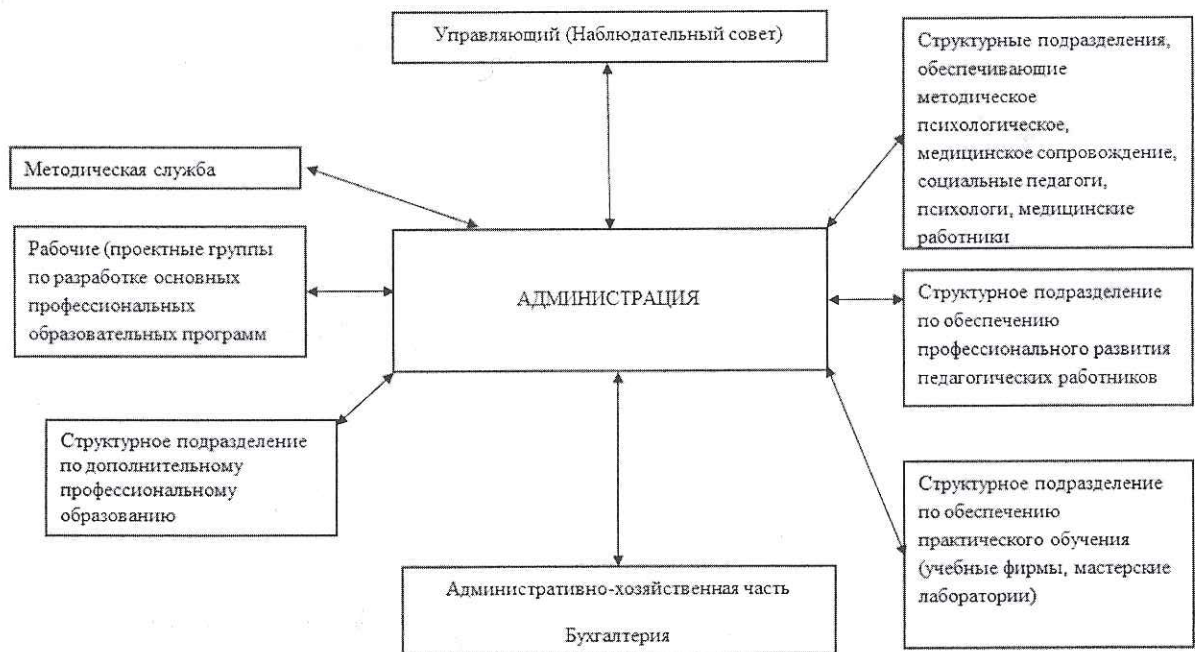 Управляющий (Наблюдательный совет)
Структурные подразделения,
обеспечивающие
методическое
психологическое,
медицинское сопровождение,
социальные педагоги,
психологи, медицинские
работники
Методическая служба
Рабочие (проектные группы
по разработке основных
профессиональных
образовательных программ
АДМИНИСТРАЦИЯ
Структурное подразделение
по обеспечению
профессионального развития
педагогических работников
Структурное подразделение
по дополнительному
профессиональному
образованию
Структурное подразделение
по обеспечению
практического обучения
(учебные фирмы, мастерские
лаборатории)
Административно-хозяйственная часть
Бухгалтерия